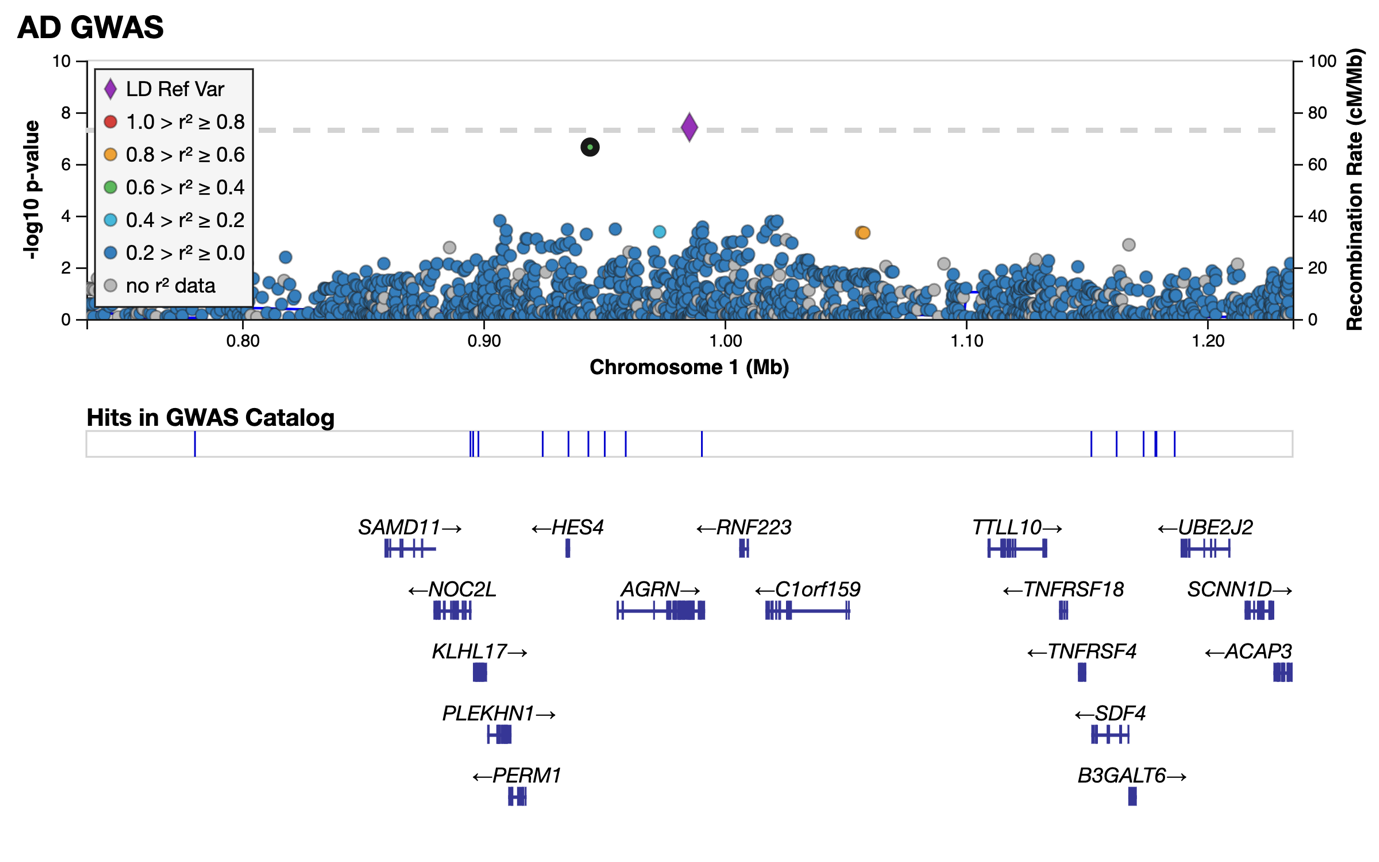 AD GWAS
10
8
6
4
2
0
-log10 p-value
100
80
60
40
20
0
Recombination Rate (cM/Mb)
LD Ref Var
1.0 > r² ≥ 0.8
0.8 > r² ≥ 0.6
0.6 > r² ≥ 0.4
0.4 > r² ≥ 0.2
0.2 > r² ≥ 0.0
no r² data
0.80 0.90 1.00 1.10 1.20
Chromosome 1 (Mb)
Hits in GWAS Catalog
SAMD11→ ←HES4 ←RNF223 TTLL10→ ←UBE2J2
←NOC2L AGRN→ ←C1orf159 ←TNFRSF18 SCNN1D→
KLHL17→ ←TNFRSF4 ←ACAP3
PLEKHN1→ ←SDF4
←PERM1 B3GALT6→